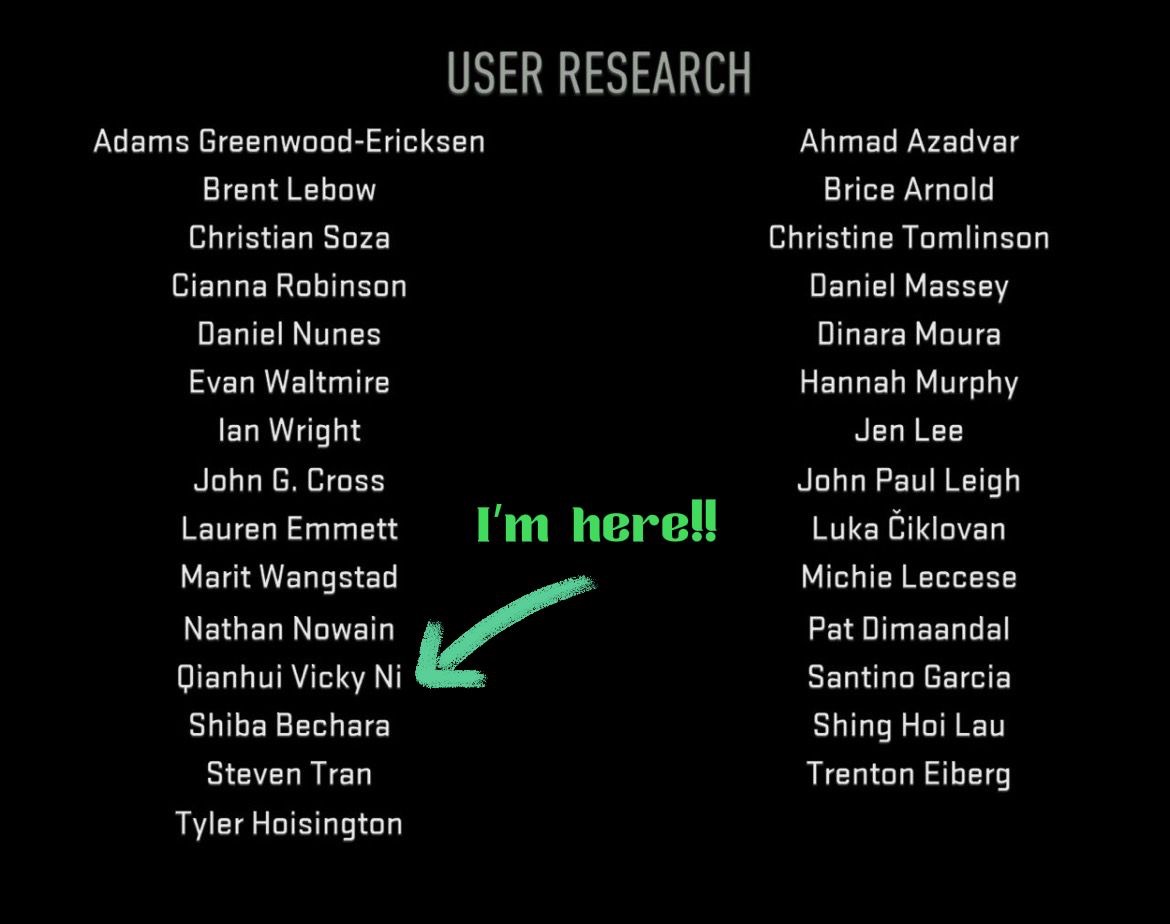 USER RESEARCH
Adams Greenwood-Ericksen
Ahmad Azadvar
Brent Lebow
Brice Arnold
Christian Soza
Christine Tomlinson
Cianna Robinson
Daniel Massey
Daniel Nunes
Dinara Moura
Evan Waltmire
Hannah Murphy
Ian Wright
Jen Lee
John G. Cross
John Paul Leigh
Lauren Emmett
I'm here!!
Luka Čiklovan
Marit Wangstad
Michie Leccese
Nathan Nowain
Pat Dimaandal
Qianhui Vicky Ni
Santino Garcia
Shiba Bechara
Shing Hoi Lau
Steven Tran
Trenton Eiberg
Tyler Hoisington